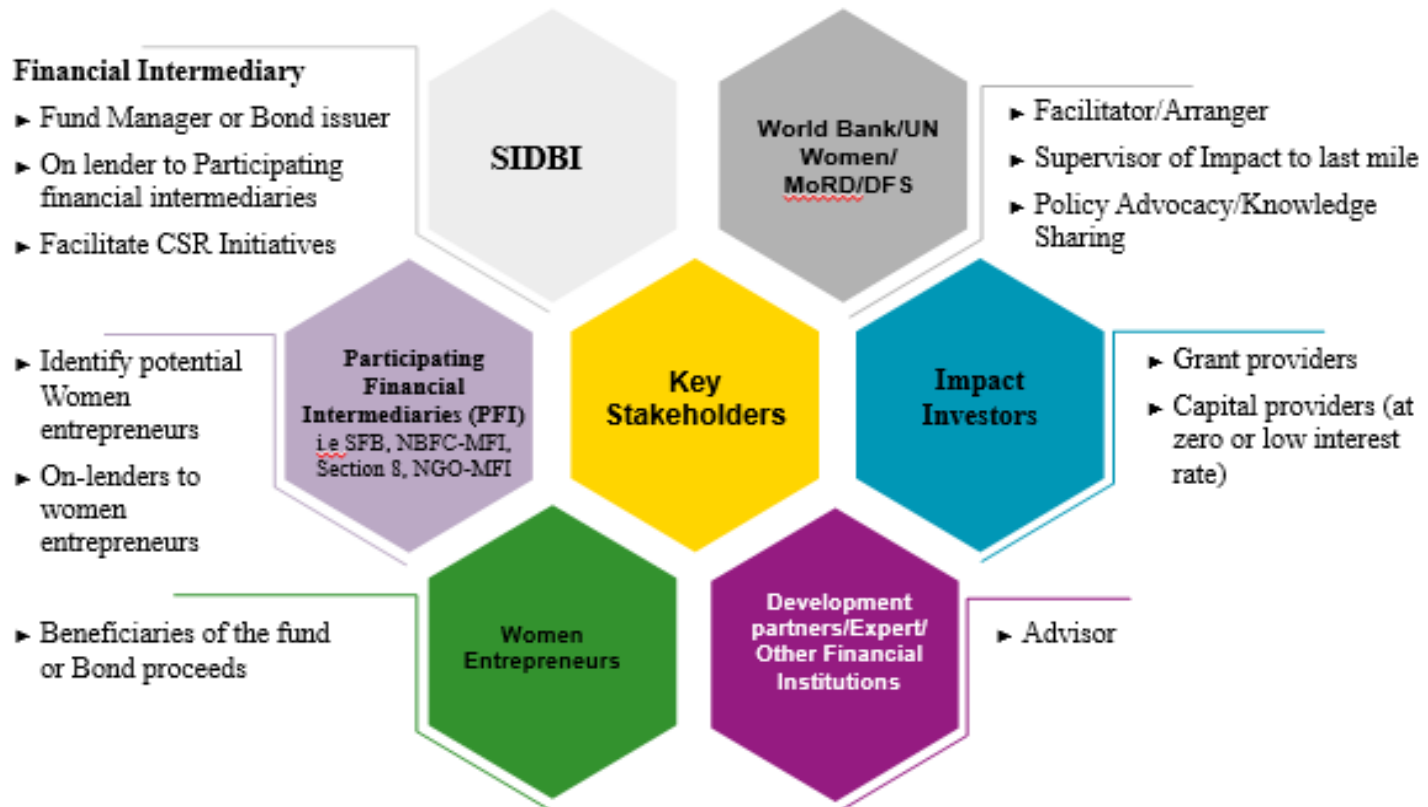 Financial Intermediary
► Fund Manager or Bond issuer
► On lender to Participating
financial intermediaries
► Facilitate CSR Initiatives
SIDBI
World Bank/UN
Women/
MoRD/DFS
► Facilitator/Arranger
► Supervisor of Impact to last mile
► Policy Advocacy/Knowledge
Sharing
► Identify potential
Women
entrepreneurs
► On-lenders to
women
entrepreneurs
Participating
Financial
Intermediaries (PFI)
i.e SFB, NBFC-MFI,
Section 8, NGO-MFI
Key
Stakeholders
Impact
Investors
► Grant providers
► Capital providers (at
zero or low interest
rate)
► Beneficiaries of the fund
or Bond proceeds
Women
Entrepreneurs
Development
partners/Expert/
Other Financial
Institutions
► Advisor